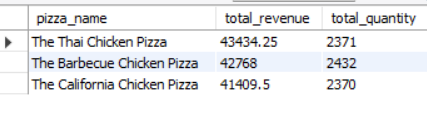 pizza_name total_revenue total_quantity
The Thai Chicken Pizza 43434.25 2371
The Barbecue Chicken Pizza 42768 2432
The California Chicken Pizza 41409.5 2370